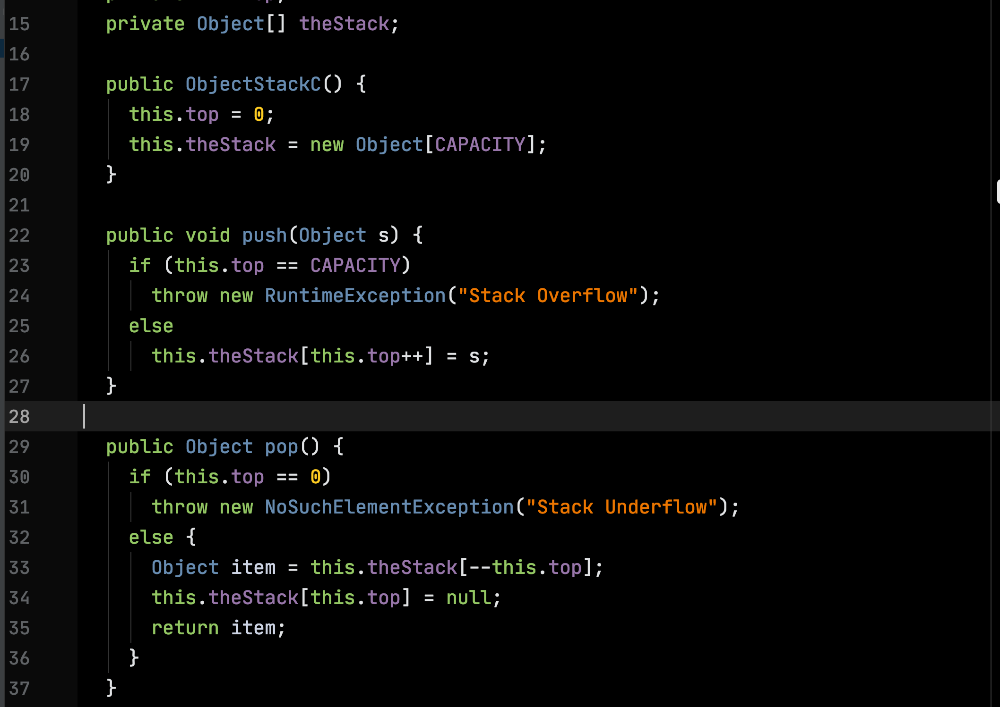 15 private Object[] theStack;
16
17 public ObjectStackC() {
18 this.top = 0;
19 this.theStack = new Object[CAPACITY];
20 }
21
22 public void push(Object s) {
23 if (this.top == CAPACITY)
24 throw new RuntimeException("Stack Overflow");
25 else
26 this.theStack[this.top++] = s;
27 }
28
29 public Object pop() {
30 if (this.top == 0)
31 throw new NoSuchElementException("Stack Underflow");
32 else {
33 Object item = this.theStack[--this.top];
34 this.theStack[this.top] = null;
35 return item;
36 }
37 }